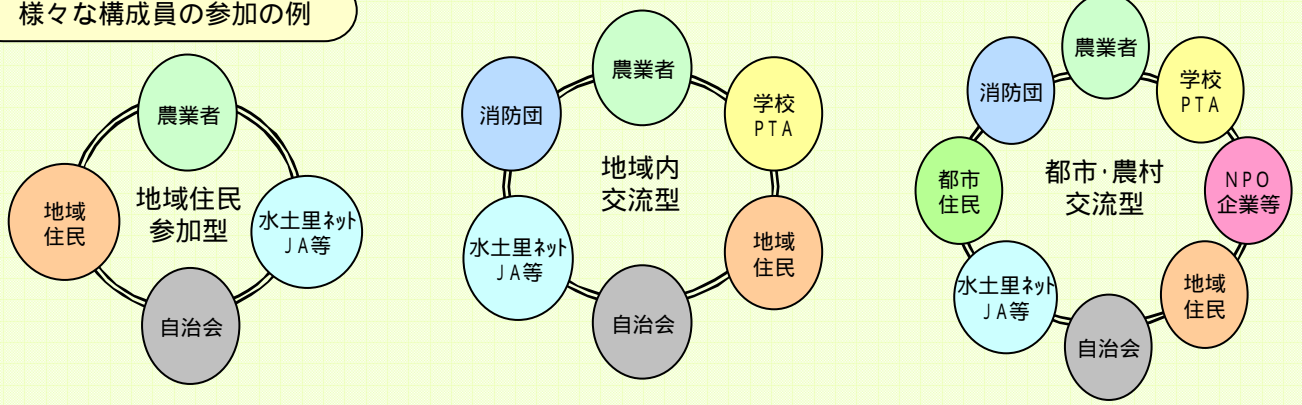 様々な構成員の参加の例
農業者
地域
住民
地域住民
参加型
水土里ネット
JA等
自治会
農業者
消防団
学校
PTA
地域内
交流型
水土里ネット
JA等
地域
住民
自治会
農業者
消防団
学校
PTA
都市
住民
都市・農村
交流型
NPO
企業等
水土里ネット
JA等
地域
住民
自治会